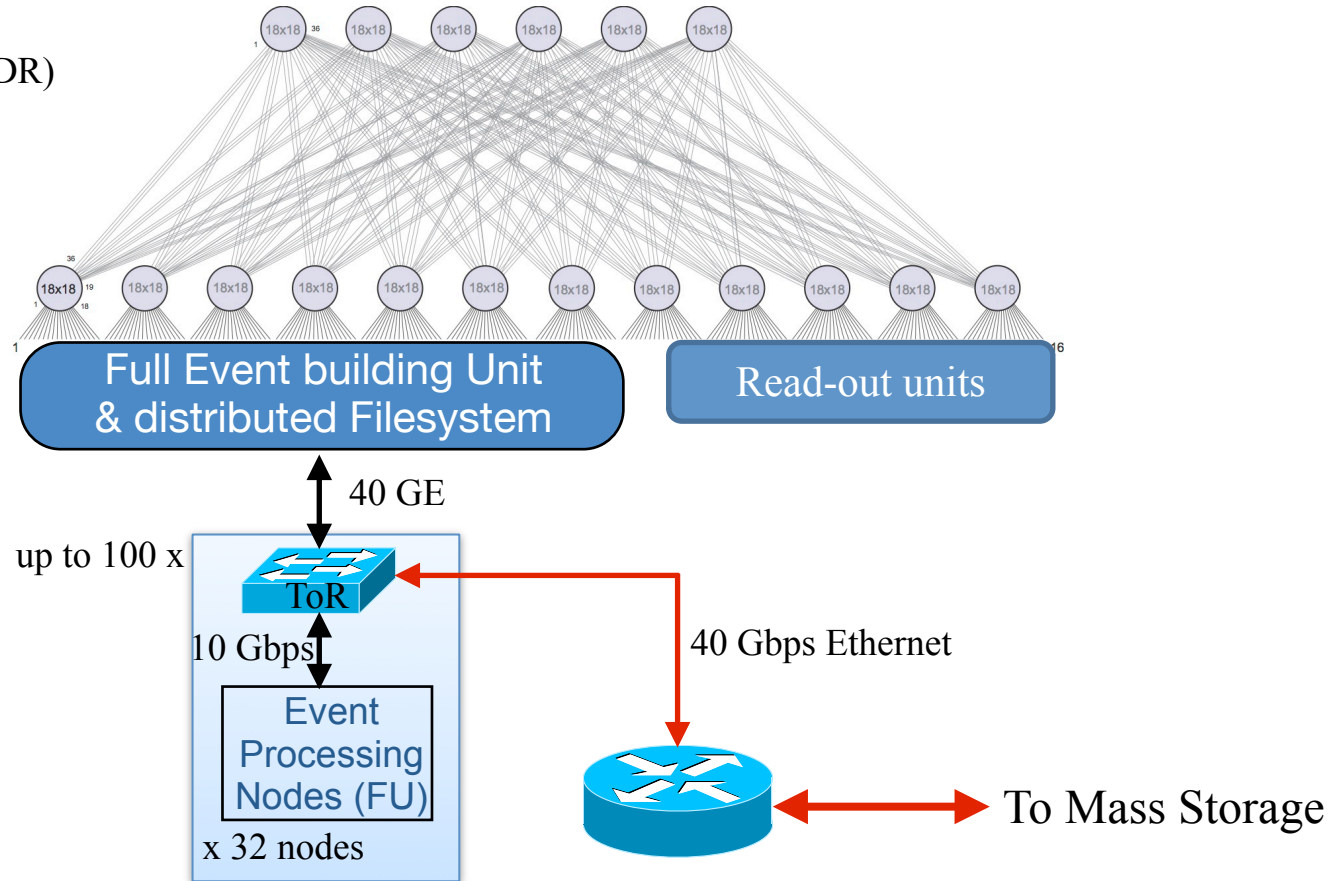 18x18 18x18 18x18 18x18 18x18 18x18
36
1
DR)
36
18x18 18x18 18x18 18x18 18x18 18x18 18x18 18x18 18x18 18x18 18x18 18x18
19
1
18
1
16
Full Event building Unit
& distributed Filesystem
Read-out units
40 GE
up to 100 x
ToR
10 Gbps
40 Gbps Ethernet
Event
Processing
Nodes (FU)
x 32 nodes
To Mass Storage